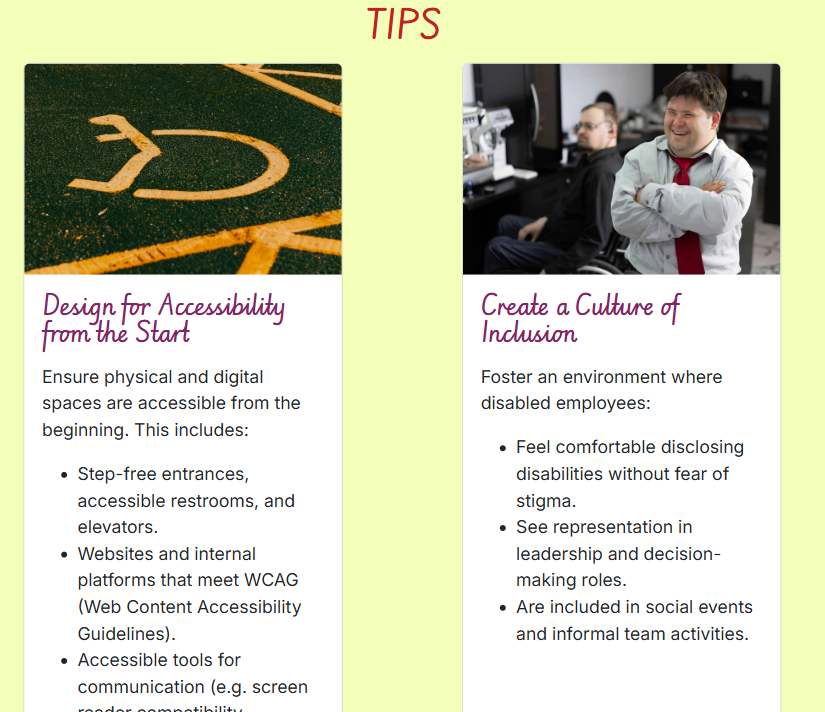 TIPS
Design for Accessibility
from the Start
Ensure physical and digital
spaces are accessible from the
beginning. This includes:
Step-free entrances,
accessible restrooms, and
elevators.
Websites and internal
platforms that meet WCAG
(Web Content Accessibility
Guidelines).
Accessible tools for
communication (e.g. screen
reader compatibility,
Create a Culture of
Inclusion
Foster an environment where
disabled employees:
Feel comfortable disclosing
disabilities without fear of
stigma.
See representation in
leadership and decision-
making roles.
Are included in social events
and informal team activities.